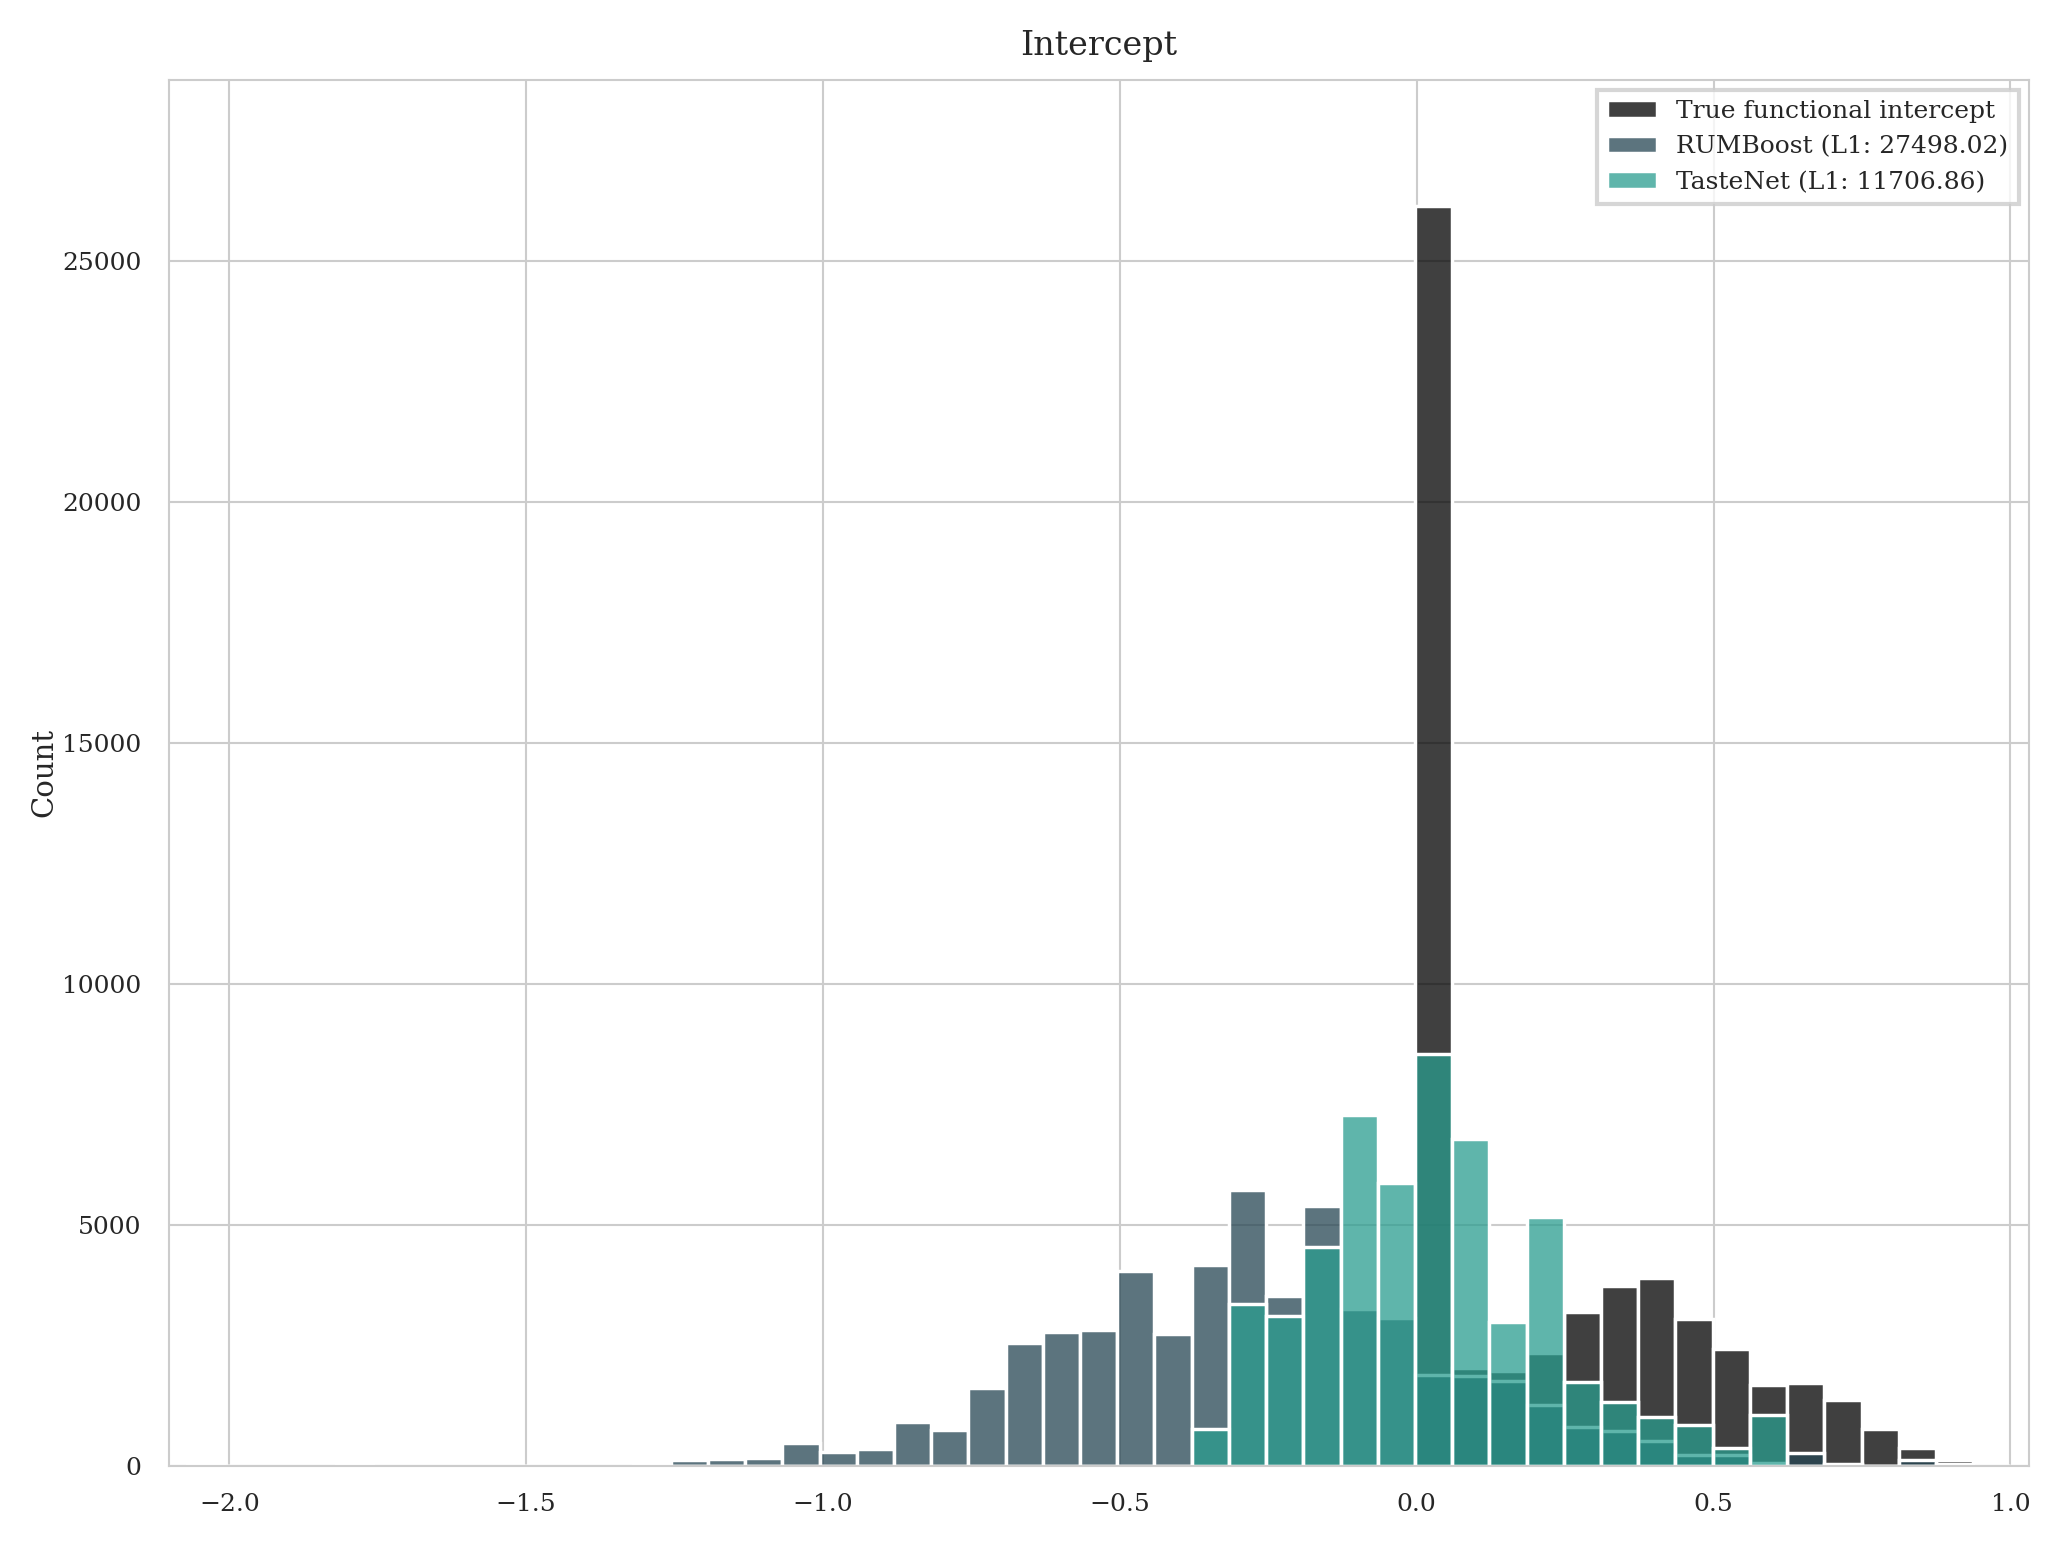 Intercept
True functional intercept
RUMBoost (L1: 27498.02)
TasteNet (L1: 11706.86)
Count
25000
20000
15000
10000
5000
0
−2.0 −1.5 −1.0 −0.5 0.0 0.5 1.0